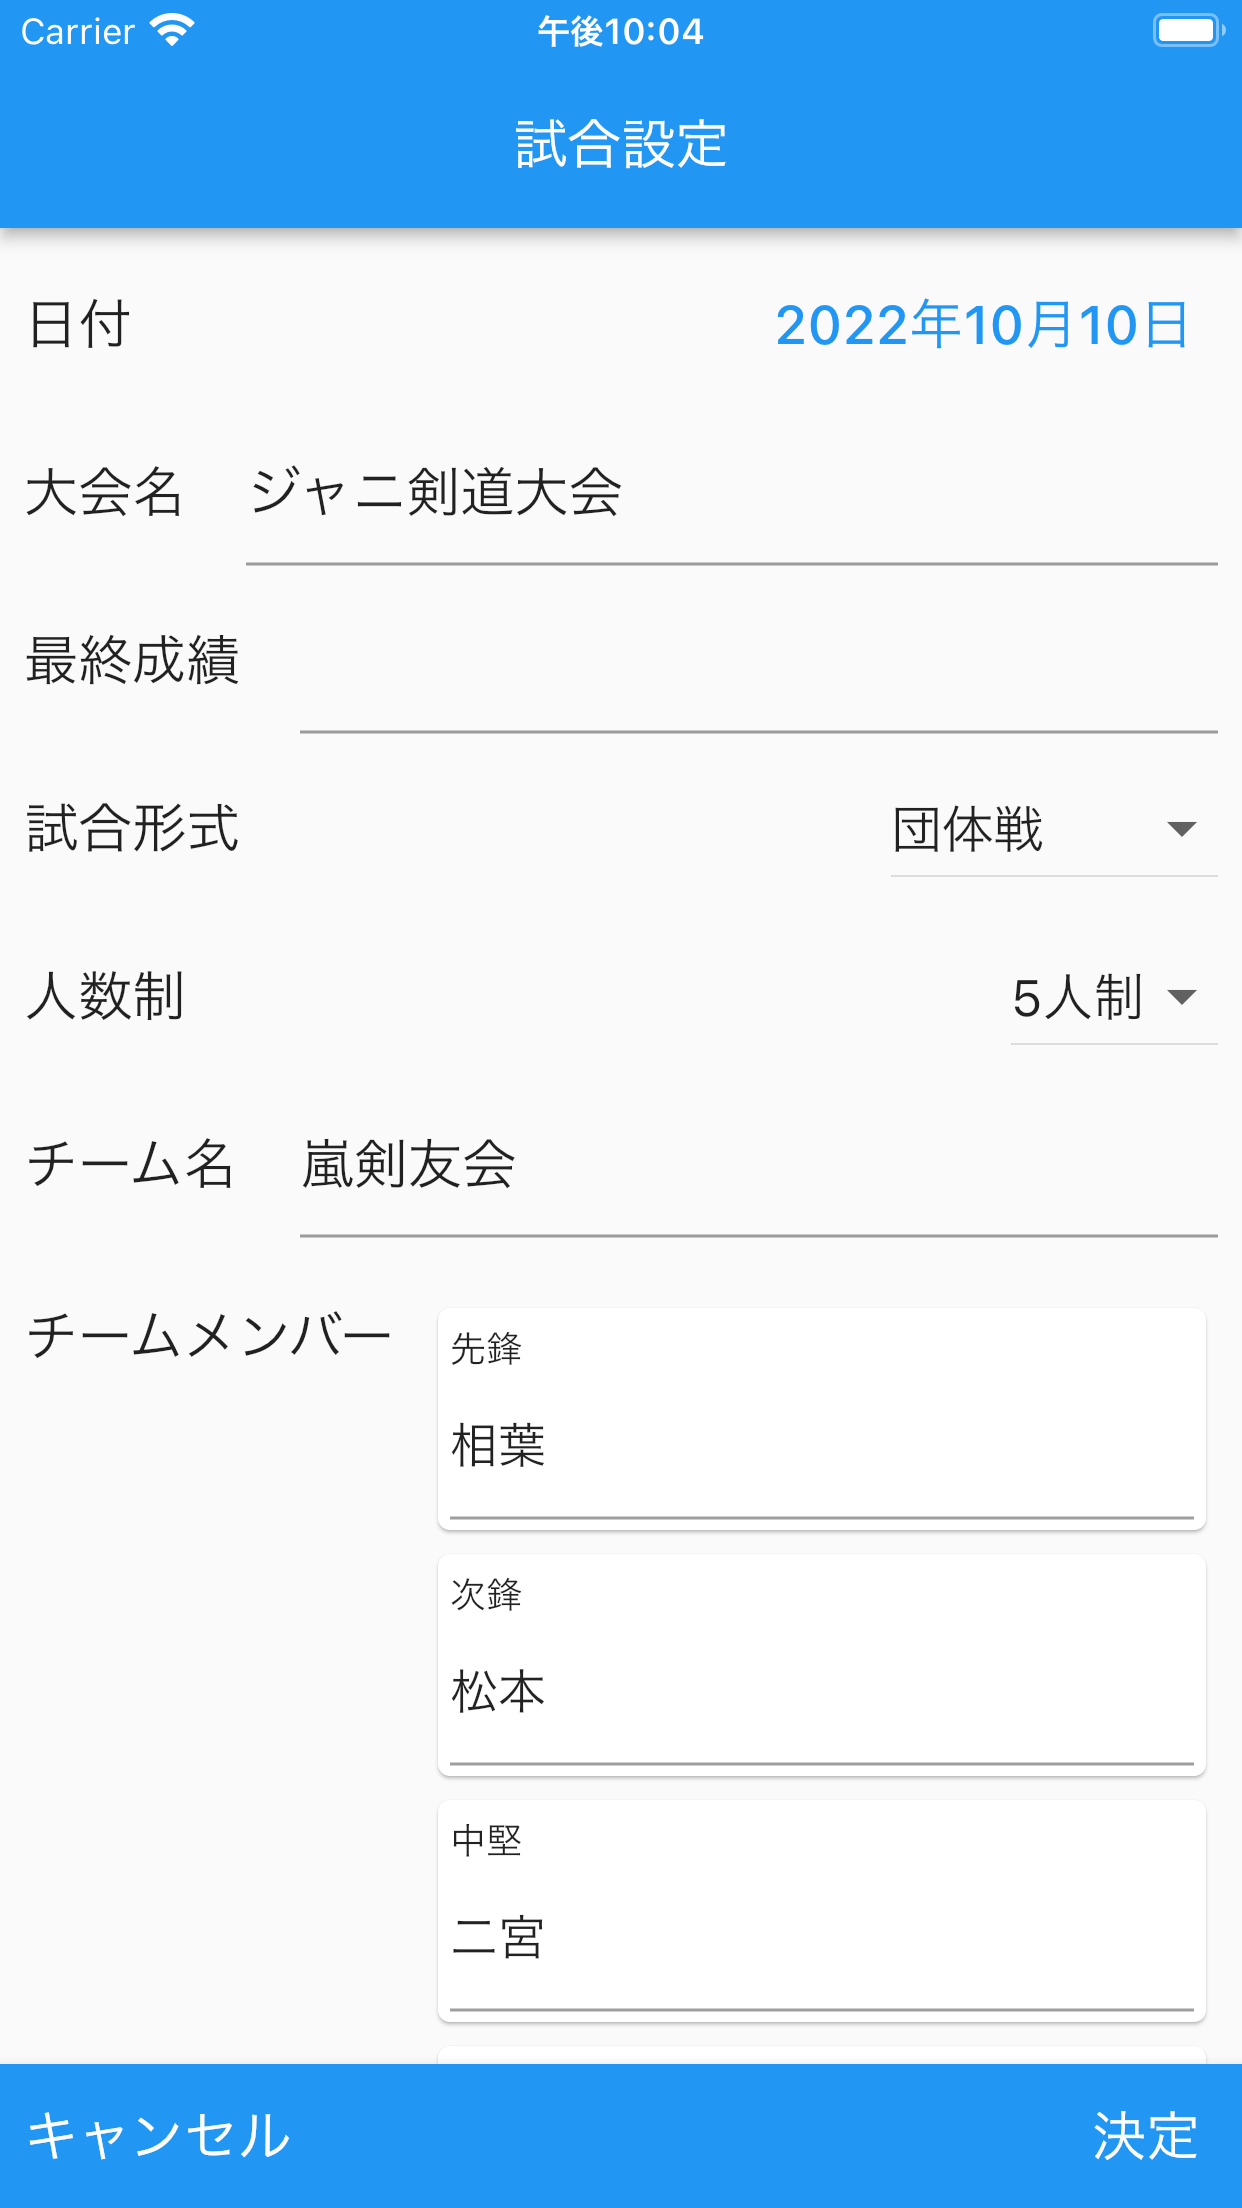 Carrier 午後10:04
試合設定
日付 2022年10月10日
大会名 ジャニ剣道大会
最終成績
試合形式 団体戦
人数制 5人制
チーム名 嵐剣友会
チームメンバー 先鋒
相葉
次鋒
松本
中堅
二宮
キャンセル 決定